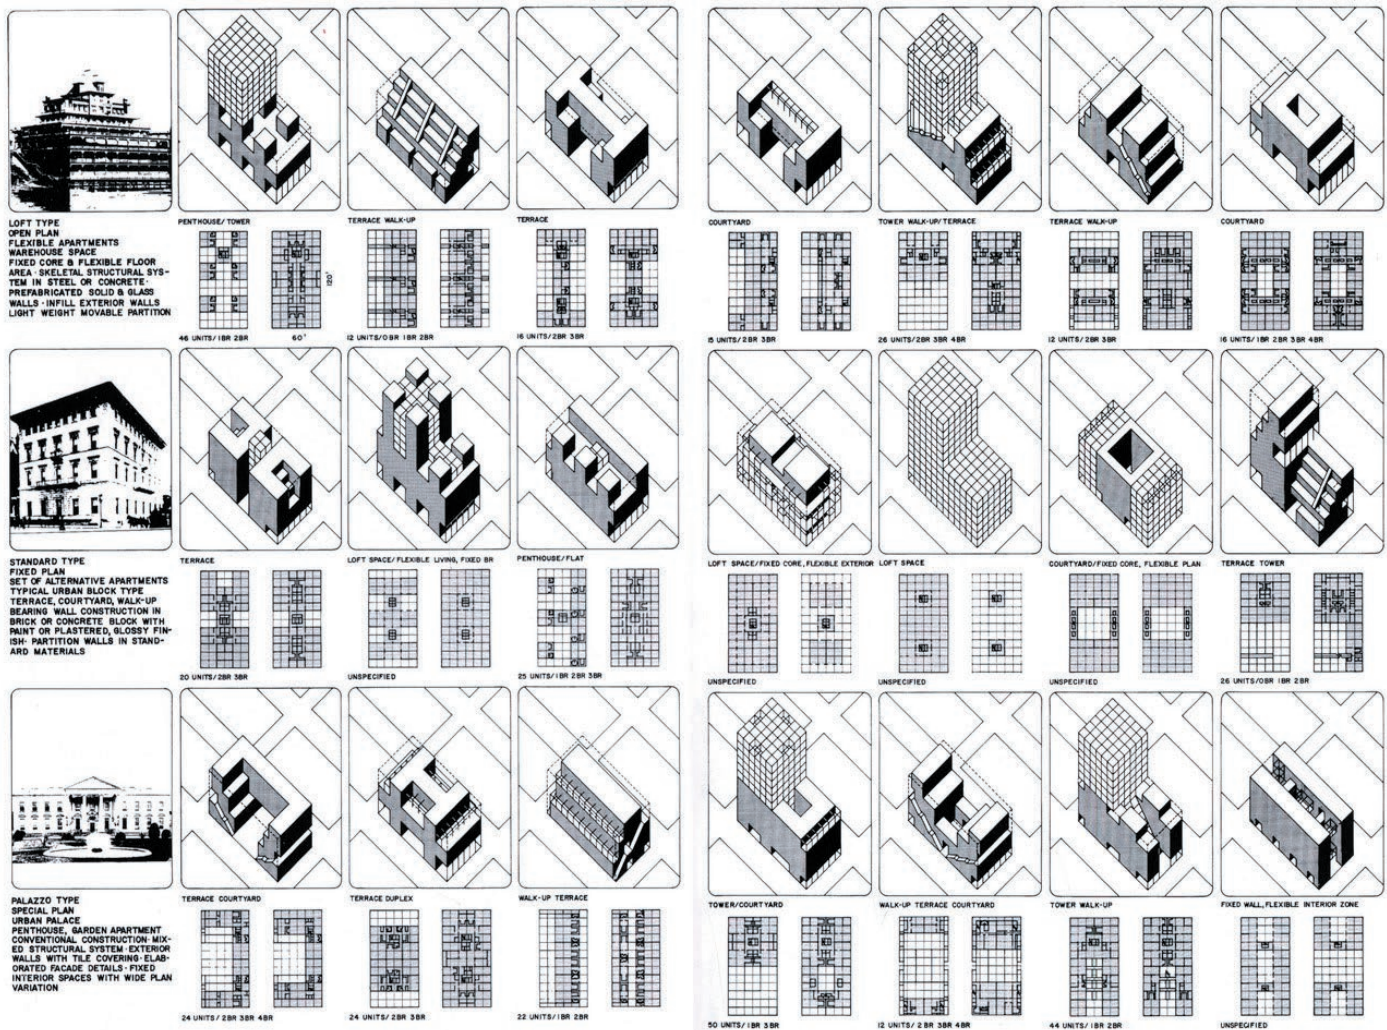 LOFT TYPE
OPEN PLAN
FLEXIBLE APARTMENTS
WAREHOUSE SPACE
FIXED CORE & FLEXIBLE FLOOR
AREA · SKELETAL STRUCTURAL SYS-
TEM IN STEEL OR CONCRETE ·
PREFABRICATED SOLID & GLASS
WALLS · INFILL EXTERIOR WALLS
LIGHT WEIGHT MOVABLE PARTITION
PENTHOUSE/TOWER
120'
46 UNITS/1BR 2BR
60'
TERRACE WALK-UP
12 UNITS/0BR 1BR 2BR
TERRACE
16 UNITS/2BR 3BR
COURTYARD
15 UNITS/2BR 3BR
TOWER WALK-UP/TERRACE
26 UNITS/2BR 3BR 4BR
TERRACE WALK-UP
12 UNITS/2BR 3BR
COURTYARD
16 UNITS/1BR 2BR 3BR 4BR
STANDARD TYPE
FIXED PLAN
SET OF ALTERNATIVE APARTMENTS
TYPICAL URBAN BLOCK TYPE
TERRACE, COURTYARD, WALK-UP
BEARING WALL CONSTRUCTION IN
BRICK OR CONCRETE BLOCK WITH
PAINT OR PLASTERED, GLOSSY FIN-
ISH · PARTITION WALLS IN STAND-
ARD MATERIALS
TERRACE
20 UNITS/2BR 3BR
LOFT SPACE/FLEXIBLE LIVING, FIXED BR
UNSPECIFIED
PENTHOUSE/FLAT
25 UNITS/1BR 2BR 3BR
LOFT SPACE/FIXED CORE, FLEXIBLE EXTERIOR
UNSPECIFIED
LOFT SPACE
UNSPECIFIED
COURTYARD/FIXED CORE, FLEXIBLE PLAN
UNSPECIFIED
TERRACE TOWER
26 UNITS/0BR 1BR 2BR
PALAZZO TYPE
SPECIAL PLAN
URBAN PALACE
PENTHOUSE, GARDEN APARTMENT
CONVENTIONAL CONSTRUCTION · MIX-
ED STRUCTURAL SYSTEM · EXTERIOR
WALLS WITH TILE COVERING · ELAB-
ORATED FACADE DETAILS · FIXED
INTERIOR SPACES WITH WIDE PLAN
VARIATION
TERRACE COURTYARD
24 UNITS/2BR 3BR 4BR
TERRACE DUPLEX
24 UNITS/2BR 3BR
WALK-UP TERRACE
22 UNITS/1BR 2BR
TOWER/COURTYARD
50 UNITS/1BR 3BR
WALK-UP TERRACE COURTYARD
12 UNITS/2BR 3BR 4BR
TOWER WALK-UP
44 UNITS/1BR 2BR
FIXED WALL, FLEXIBLE INTERIOR ZONE
UNSPECIFIED